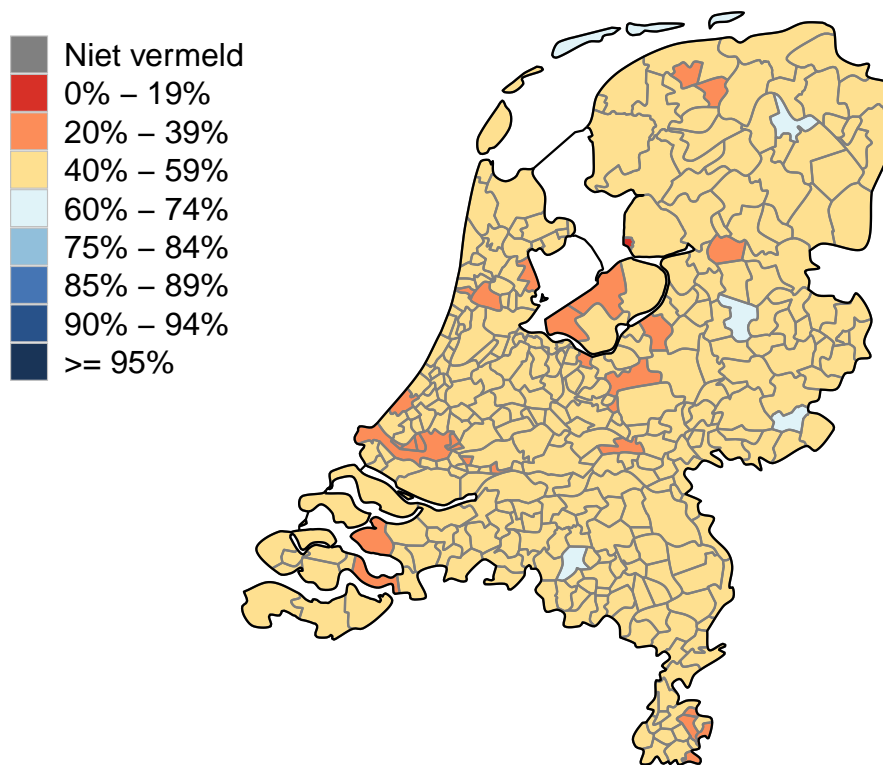 Niet vermeld
0% – 19%
20% – 39%
40% – 59%
60% – 74%
75% – 84%
85% – 89%
90% – 94%
>= 95%